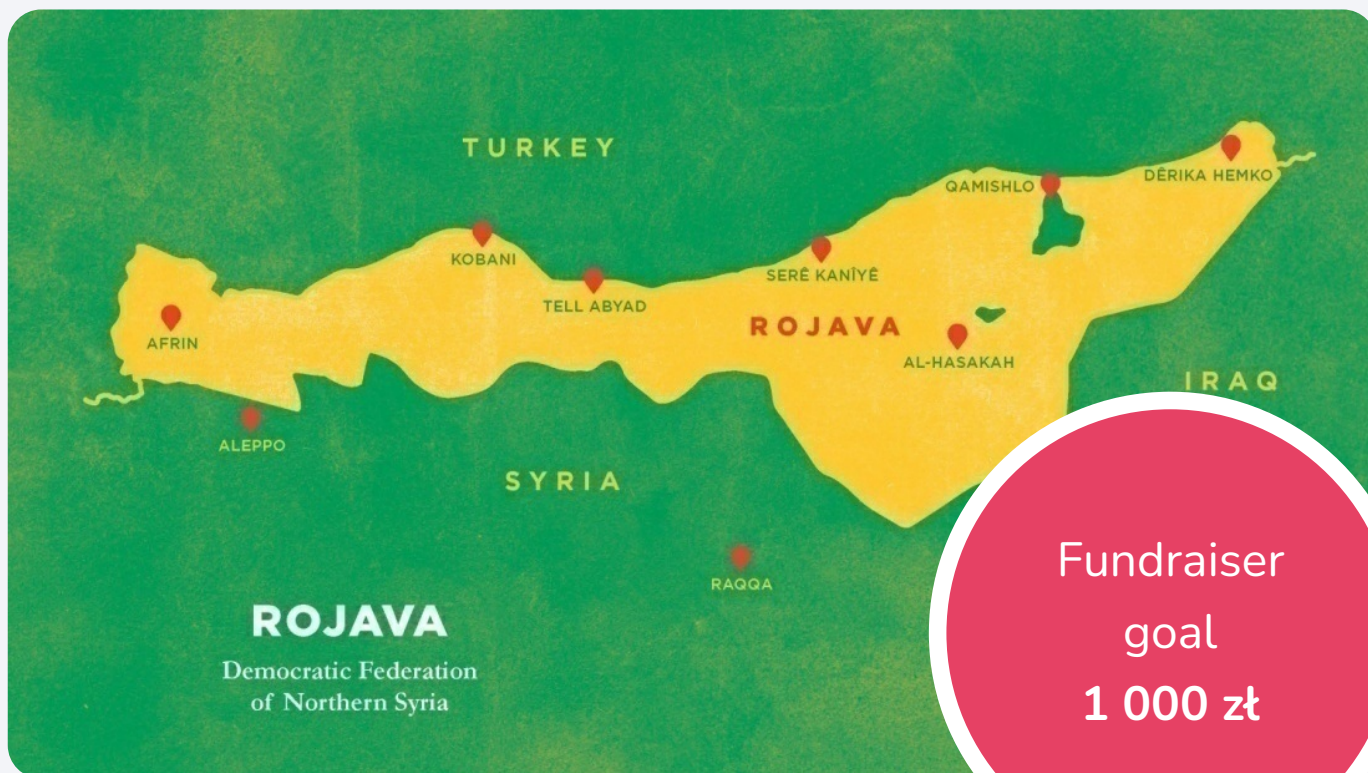 TURKEY
DÊRIKA HEMKO
QAMISHLO
KOBANI
SERÊ KANÎYÊ
TELL ABYAD
ROJAVA
AFRIN
AL-HASAKAH
IRAQ
ALEPPO
SYRIA
RAQQA
ROJAVA
Democratic Federation
of Northern Syria
Fundraiser
goal
1 000 zł